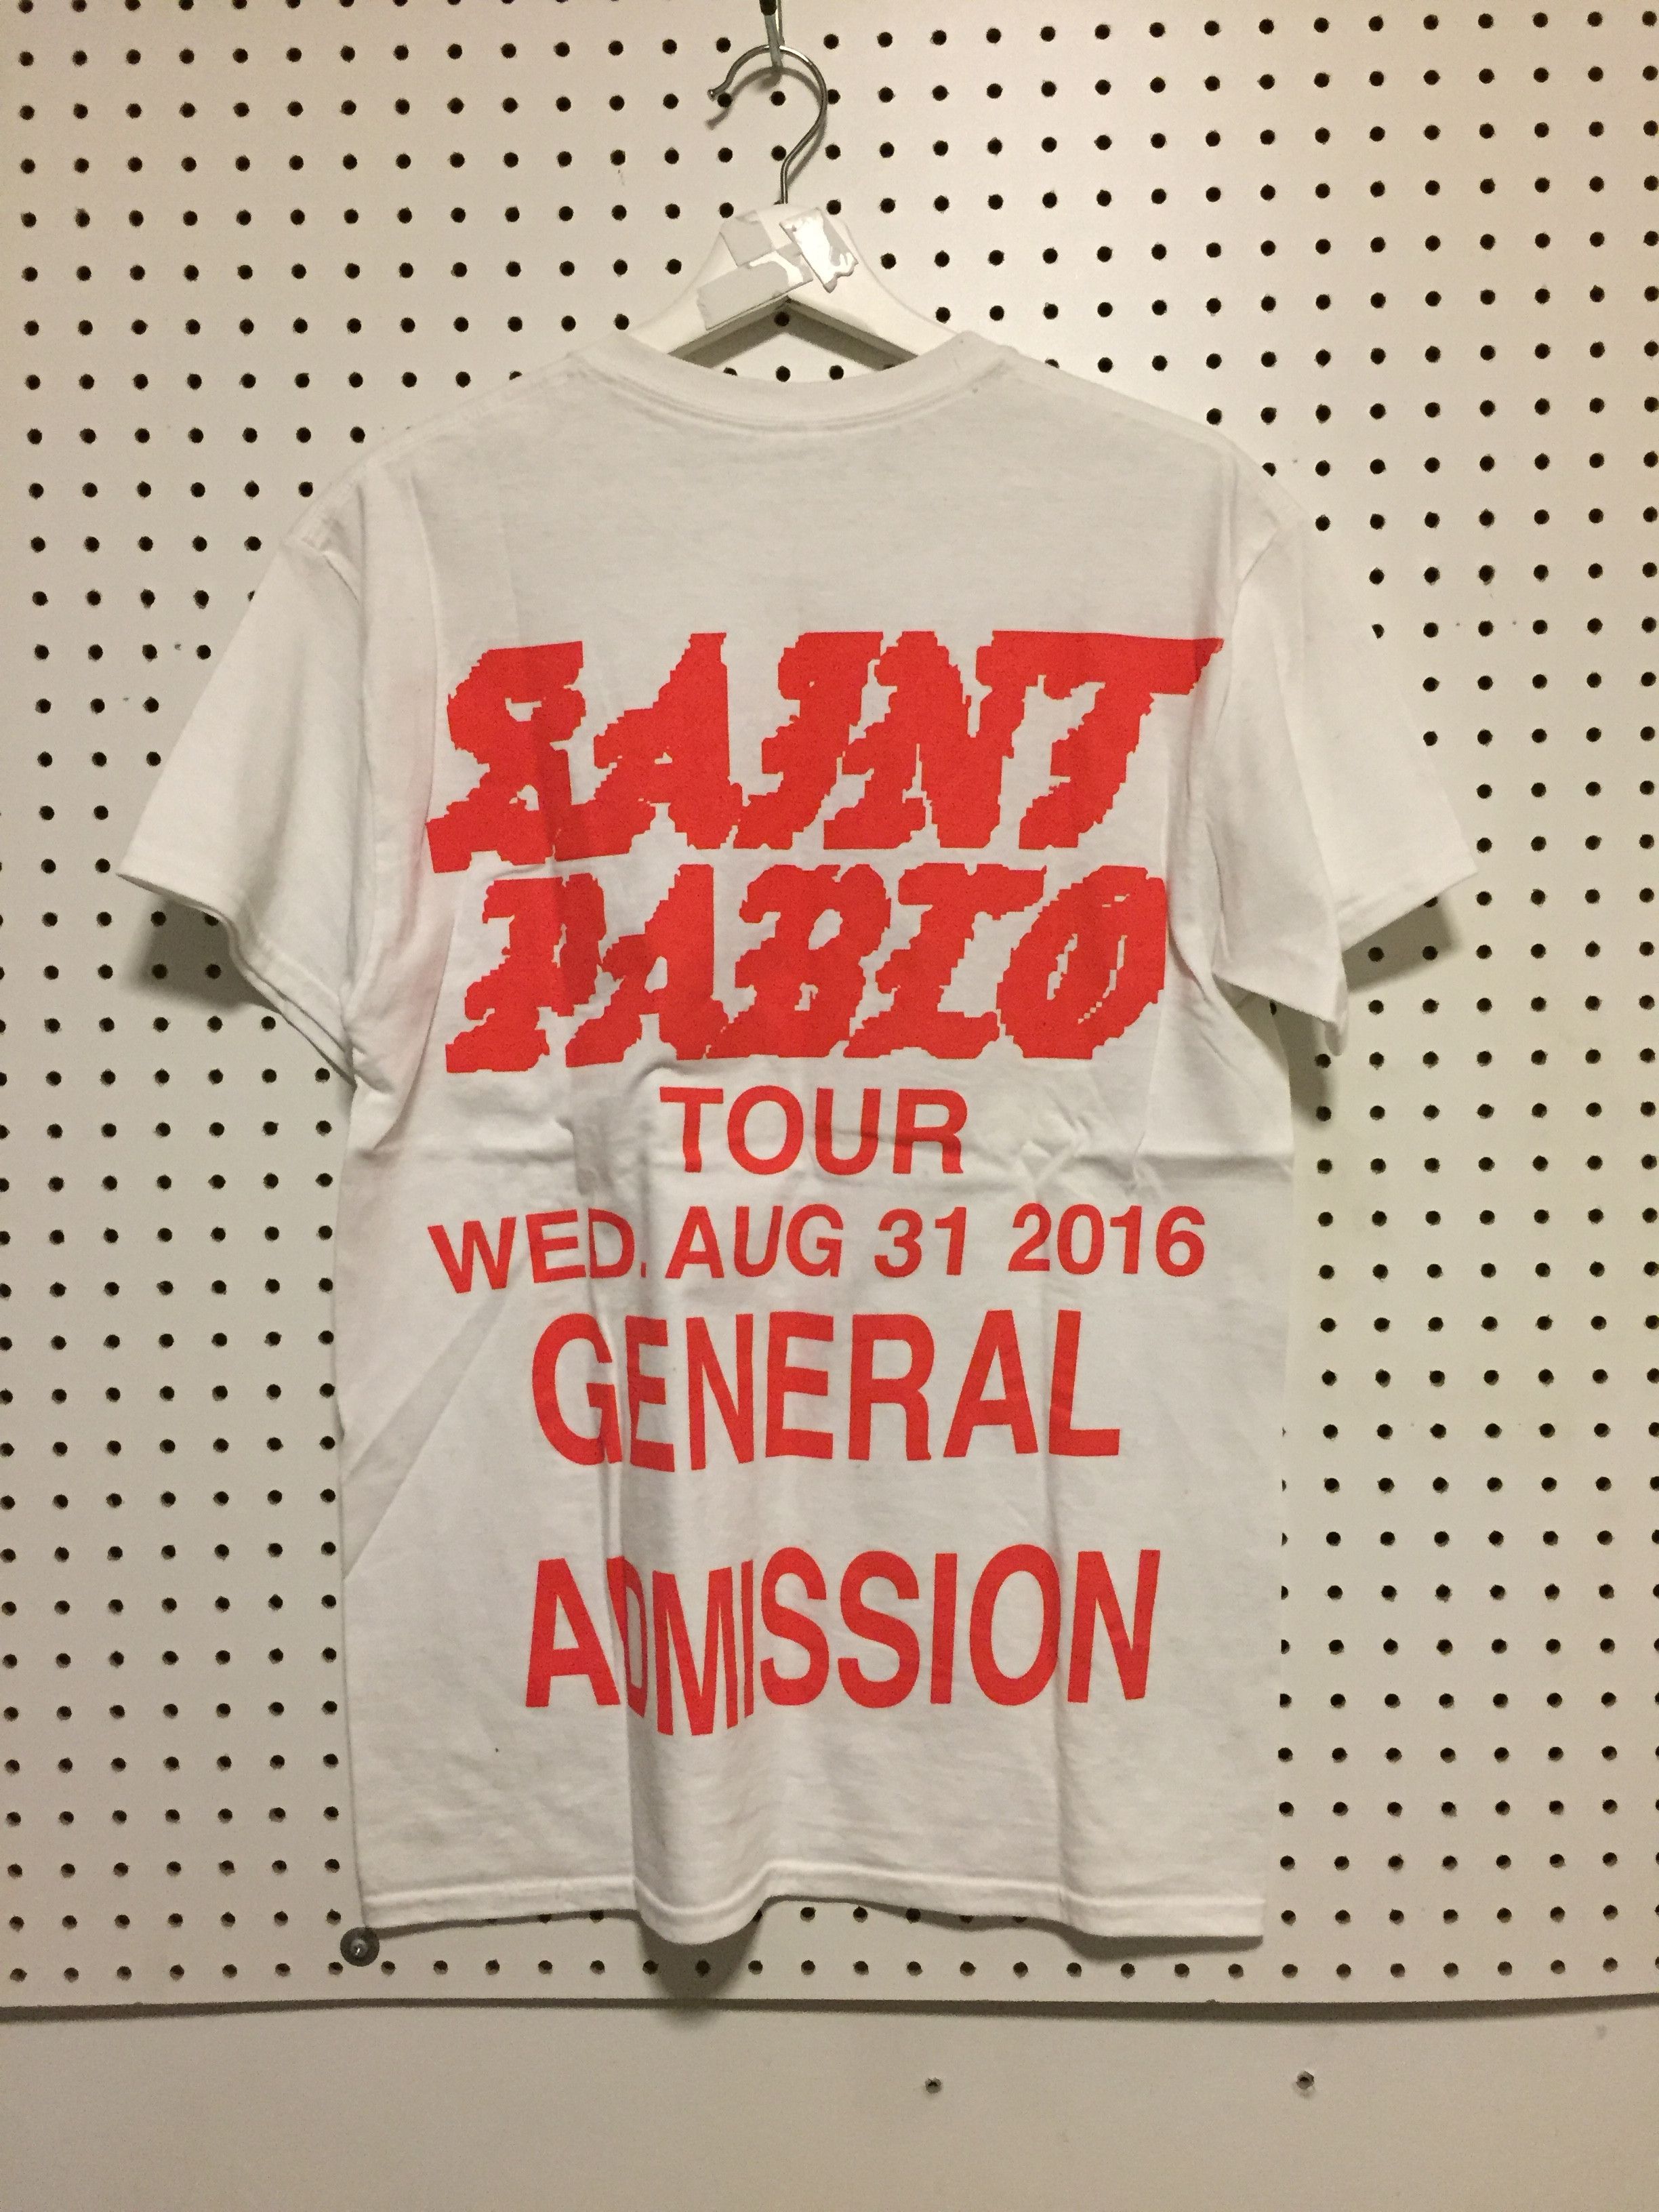 SAINT
PABLO
TOUR
WED. AUG 31 2016
GENERAL
ADMISSION